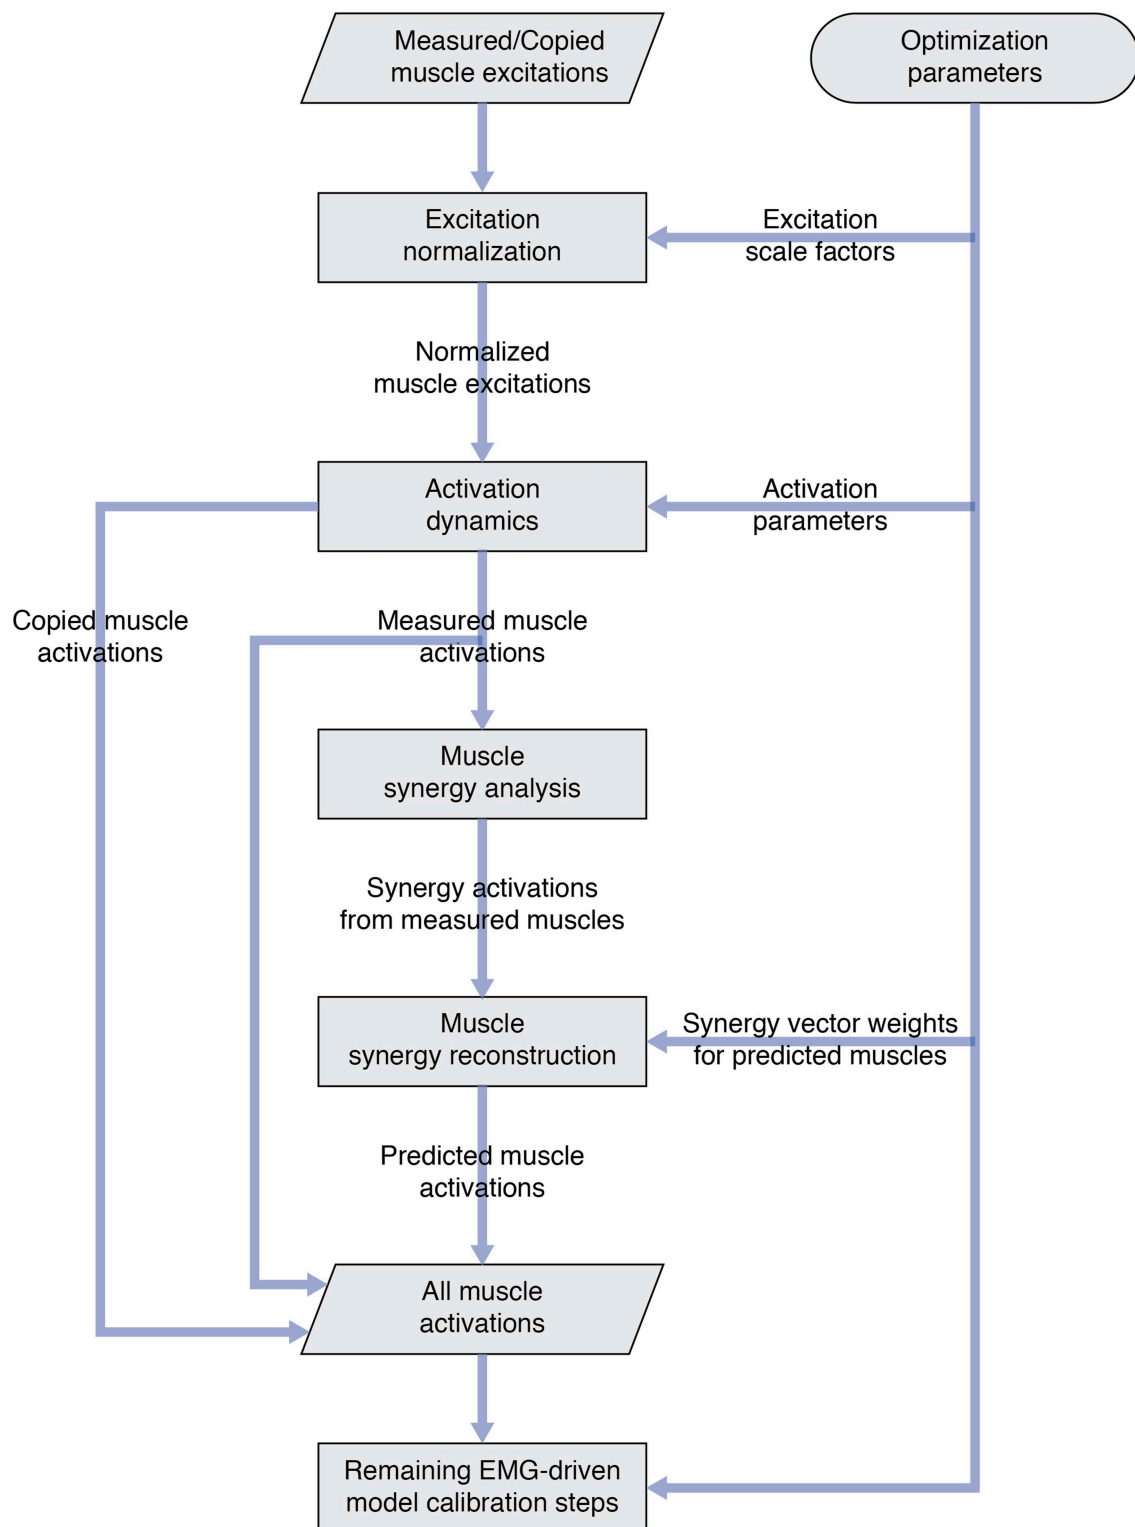 Measured/Copied
muscle excitations
Optimization
parameters
Excitation
normalization
Excitation
scale factors
Normalized
muscle excitations
Activation
dynamics
Activation
parameters
Copied muscle
activations
Measured muscle
activations
Muscle
synergy analysis
Synergy activations
from measured muscles
Muscle
synergy reconstruction
Synergy vector weights
for predicted muscles
Predicted muscle
activations
All muscle
activations
Remaining EMG-driven
model calibration steps